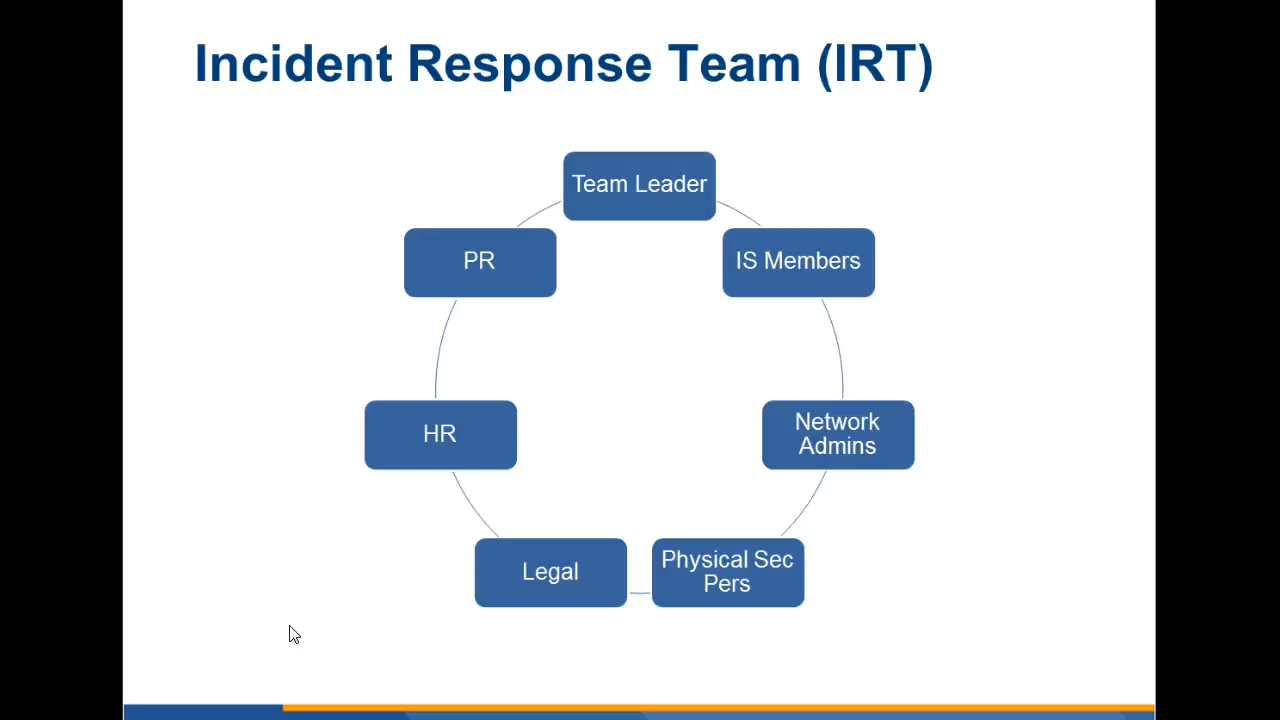 Incident Response Team (IRT)
Team Leader
PR
IS Members
HR
Network
Admins
Legal
Physical Sec
Pers